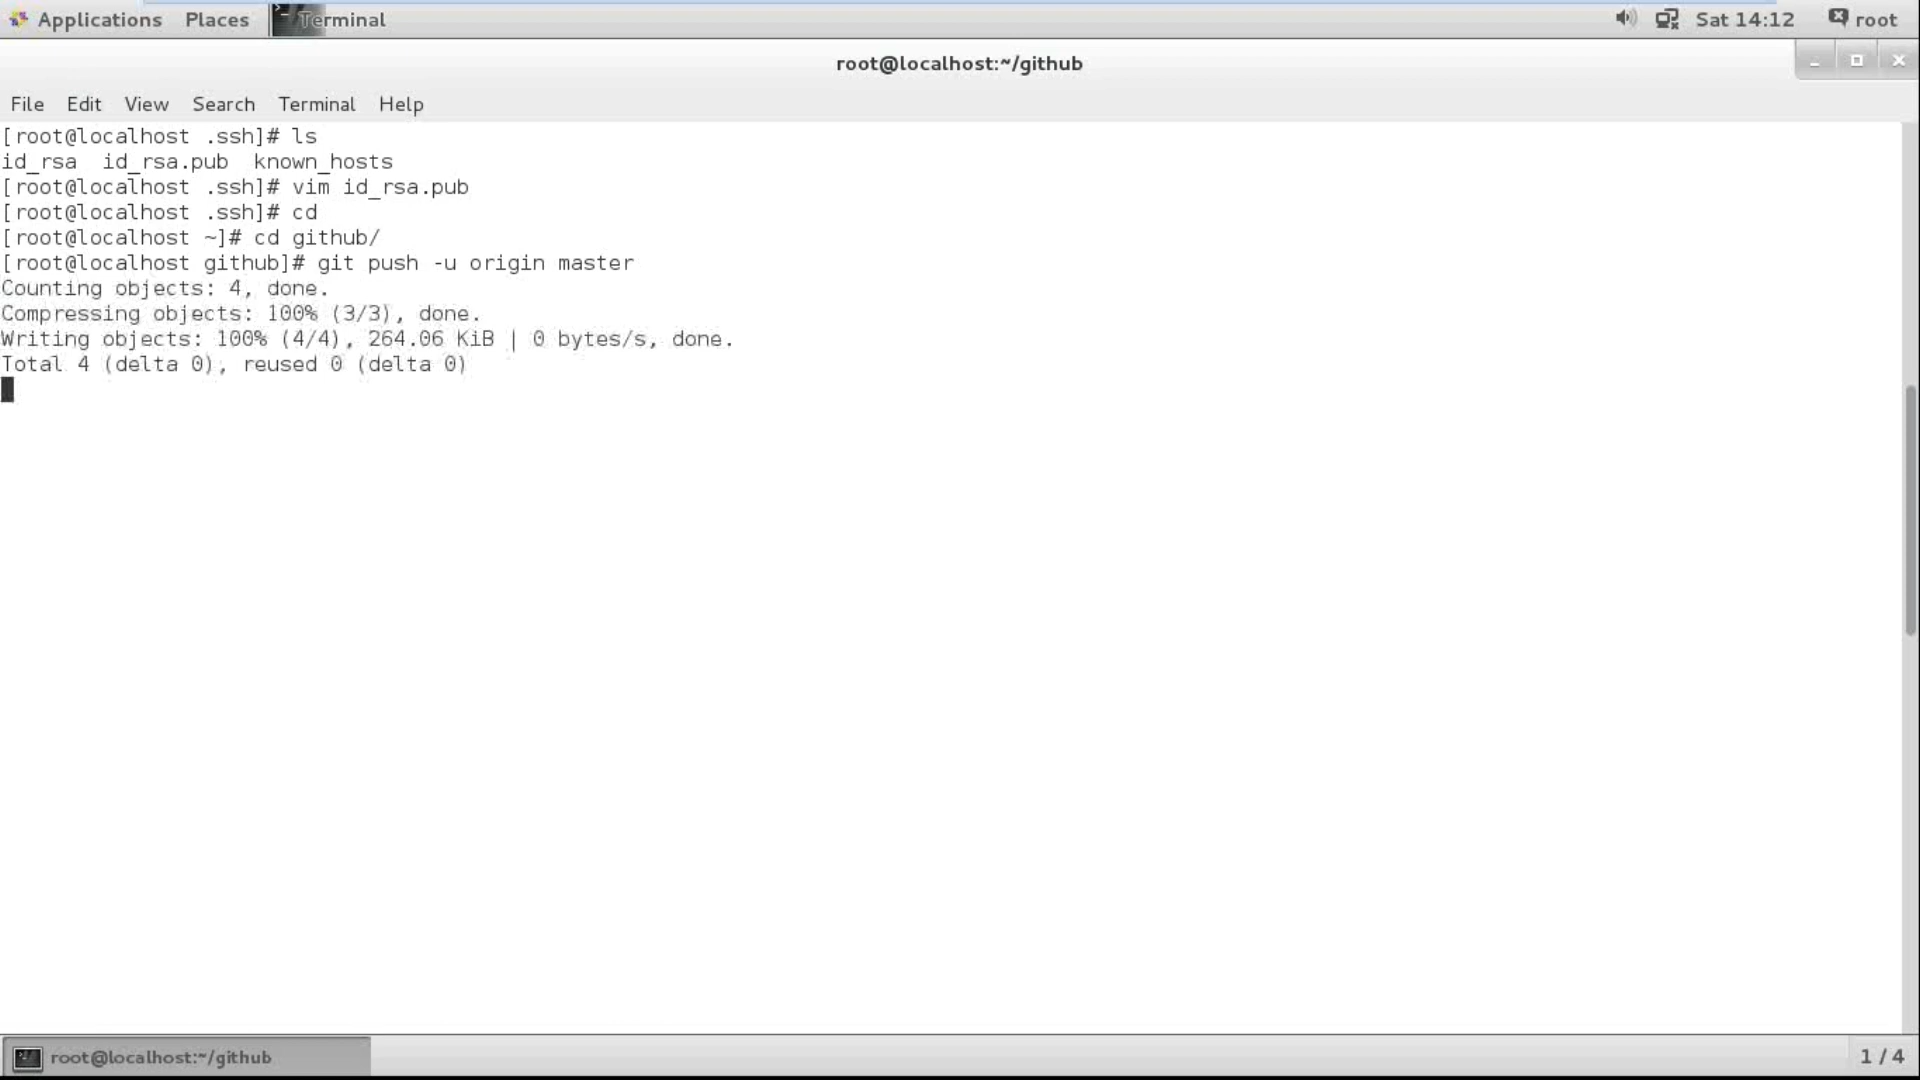 Applications Places Terminal Sat 14:12 root
root@localhost:~/github
File Edit View Search Terminal Help
[root@localhost .ssh]# ls
id_rsa  id_rsa.pub  known_hosts
[root@localhost .ssh]# vim id_rsa.pub
[root@localhost .ssh]# cd
[root@localhost ~]# cd github/
[root@localhost github]# git push -u origin master
Counting objects: 4, done.
Compressing objects: 100% (3/3), done.
Writing objects: 100% (4/4), 264.06 KiB | 0 bytes/s, done.
Total 4 (delta 0), reused 0 (delta 0)
root@localhost:~/github 1 / 4